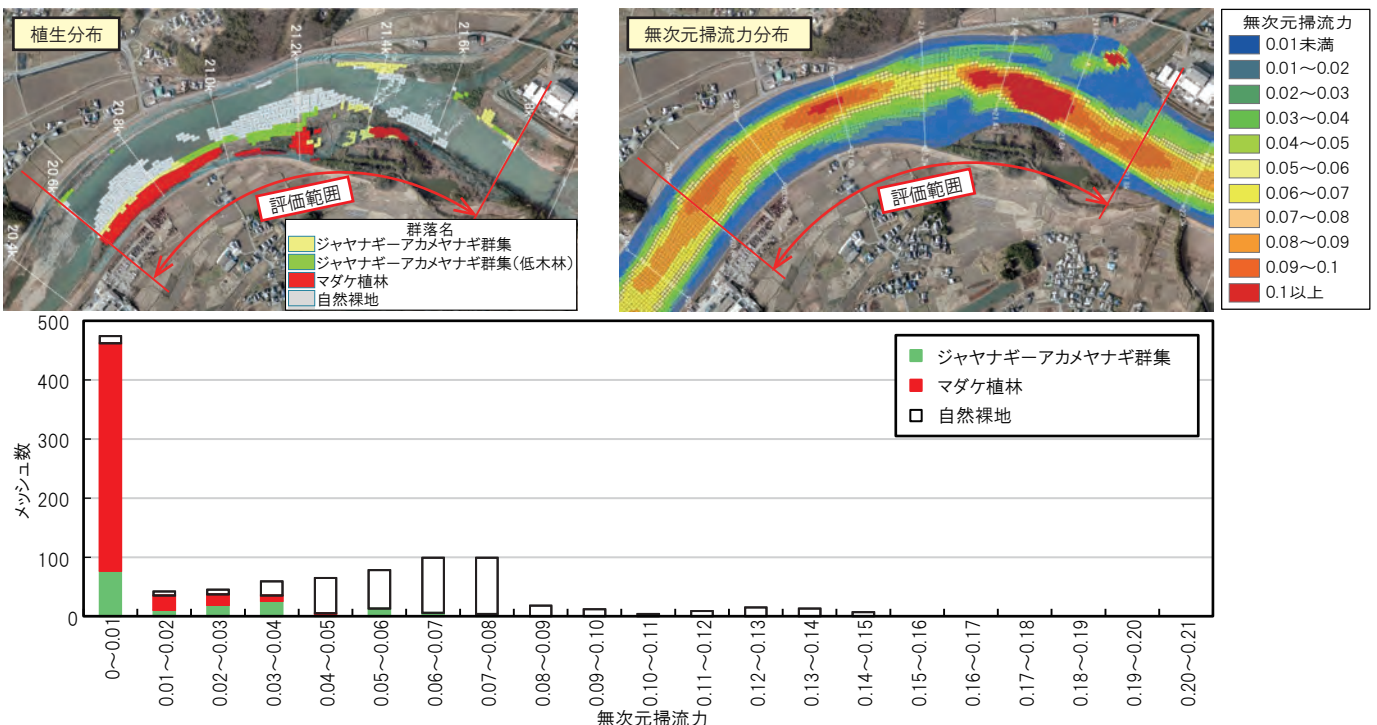 植生分布
20.4k
20.6k
20.8k
21.0k
21.2k
21.4k
21.6k
評価範囲
群落名
ジャヤナギーアカメヤナギ群集
ジャヤナギーアカメヤナギ群集(低木林)
マダケ植林
自然裸地
無次元掃流力分布
評価範囲
無次元掃流力
0.01未満
0.01〜0.02
0.02〜0.03
0.03〜0.04
0.04〜0.05
0.05〜0.06
0.06〜0.07
0.07〜0.08
0.08〜0.09
0.09〜0.1
0.1以上
メッシュ数
500
400
300
200
100
0
ジャヤナギーアカメヤナギ群集
マダケ植林
自然裸地
0〜0.01
0.01〜0.02
0.02〜0.03
0.03〜0.04
0.04〜0.05
0.05〜0.06
0.06〜0.07
0.07〜0.08
0.08〜0.09
0.09〜0.10
0.10〜0.11
0.11〜0.12
0.12〜0.13
0.13〜0.14
0.14〜0.15
0.15〜0.16
0.16〜0.17
0.17〜0.18
0.18〜0.19
0.19〜0.20
0.20〜0.21
無次元掃流力